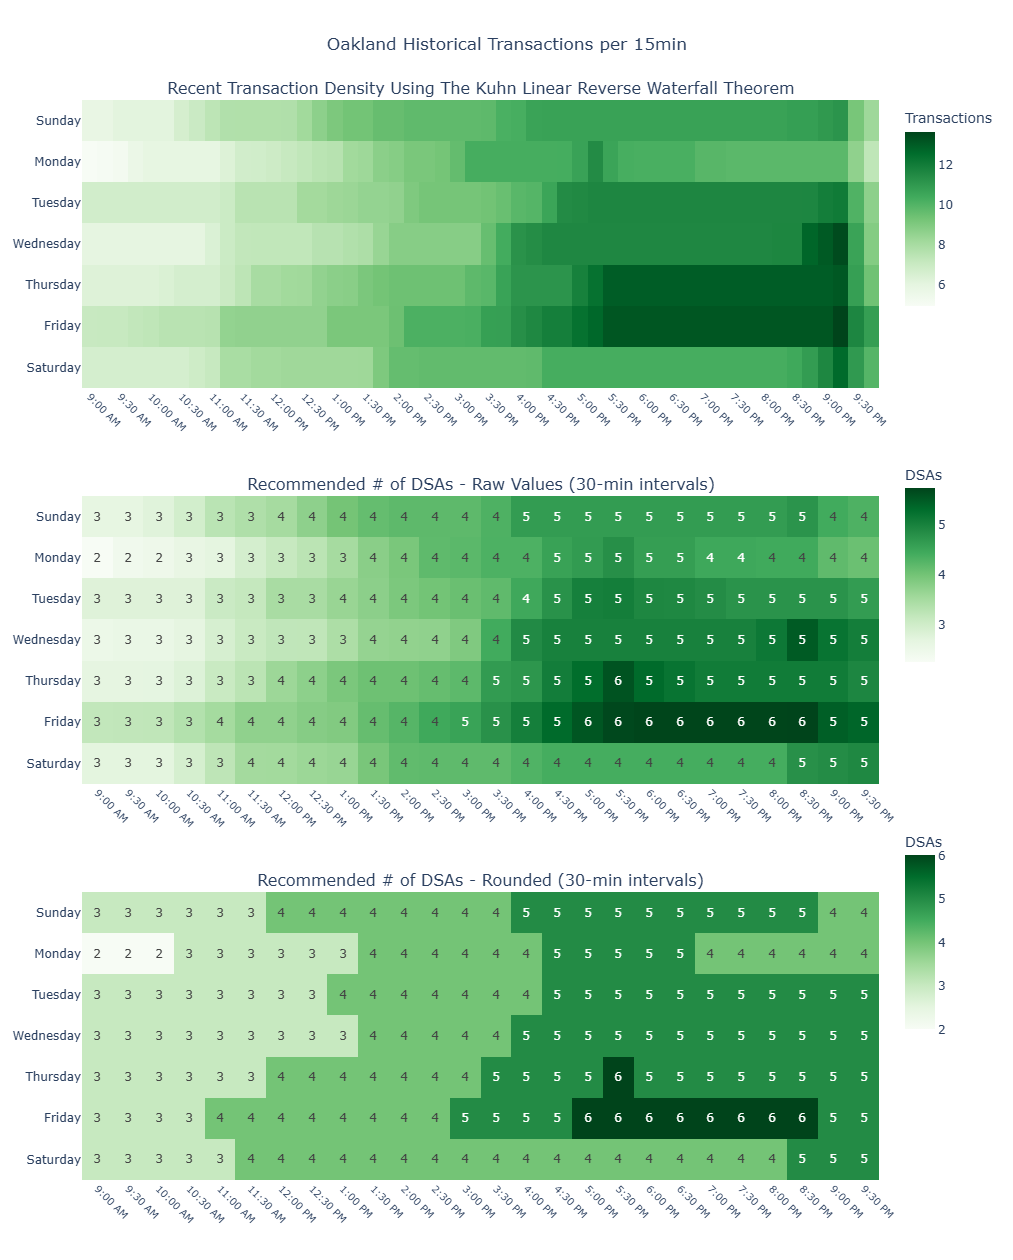 Oakland Historical Transactions per 15min
Recent Transaction Density Using The Kuhn Linear Reverse Waterfall Theorem
Transactions
12
10
8
6
Sunday
Monday
Tuesday
Wednesday
Thursday
Friday
Saturday
9:00 AM 9:30 AM 10:00 AM 10:30 AM 11:00 AM 11:30 AM 12:00 PM 12:30 PM 1:00 PM 1:30 PM 2:00 PM 2:30 PM 3:00 PM 3:30 PM 4:00 PM 4:30 PM 5:00 PM 5:30 PM 6:00 PM 6:30 PM 7:00 PM 7:30 PM 8:00 PM 8:30 PM 9:00 PM 9:30 PM
Recommended # of DSAs - Raw Values (30-min intervals)
DSAs
5
4
3
Sunday 3 3 3 3 3 3 4 4 4 4 4 4 4 4 5 5 5 5 5 5 5 5 5 5 4 4
Monday 2 2 2 3 3 3 3 3 3 4 4 4 4 4 4 5 5 5 5 5 4 4 4 4 4 4
Tuesday 3 3 3 3 3 3 3 3 4 4 4 4 4 4 4 5 5 5 5 5 5 5 5 5 5 5
Wednesday 3 3 3 3 3 3 3 3 3 4 4 4 4 4 5 5 5 5 5 5 5 5 5 5 5 5
Thursday 3 3 3 3 3 3 4 4 4 4 4 4 4 5 5 5 5 6 5 5 5 5 5 5 5 5
Friday 3 3 3 3 4 4 4 4 4 4 4 4 5 5 5 5 6 6 6 6 6 6 6 6 5 5
Saturday 3 3 3 3 3 4 4 4 4 4 4 4 4 4 4 4 4 4 4 4 4 4 4 5 5 5
9:00 AM 9:30 AM 10:00 AM 10:30 AM 11:00 AM 11:30 AM 12:00 PM 12:30 PM 1:00 PM 1:30 PM 2:00 PM 2:30 PM 3:00 PM 3:30 PM 4:00 PM 4:30 PM 5:00 PM 5:30 PM 6:00 PM 6:30 PM 7:00 PM 7:30 PM 8:00 PM 8:30 PM 9:00 PM 9:30 PM
Recommended # of DSAs - Rounded (30-min intervals)
DSAs
6
5
4
3
2
Sunday 3 3 3 3 3 3 4 4 4 4 4 4 4 4 5 5 5 5 5 5 5 5 5 5 4 4
Monday 2 2 2 3 3 3 3 3 3 4 4 4 4 4 4 5 5 5 5 5 4 4 4 4 4 4
Tuesday 3 3 3 3 3 3 3 3 4 4 4 4 4 4 4 5 5 5 5 5 5 5 5 5 5 5
Wednesday 3 3 3 3 3 3 3 3 3 4 4 4 4 4 5 5 5 5 5 5 5 5 5 5 5 5
Thursday 3 3 3 3 3 3 4 4 4 4 4 4 4 5 5 5 5 6 5 5 5 5 5 5 5 5
Friday 3 3 3 3 4 4 4 4 4 4 4 4 5 5 5 5 6 6 6 6 6 6 6 6 5 5
Saturday 3 3 3 3 3 4 4 4 4 4 4 4 4 4 4 4 4 4 4 4 4 4 4 5 5 5
9:00 AM 9:30 AM 10:00 AM 10:30 AM 11:00 AM 11:30 AM 12:00 PM 12:30 PM 1:00 PM 1:30 PM 2:00 PM 2:30 PM 3:00 PM 3:30 PM 4:00 PM 4:30 PM 5:00 PM 5:30 PM 6:00 PM 6:30 PM 7:00 PM 7:30 PM 8:00 PM 8:30 PM 9:00 PM 9:30 PM